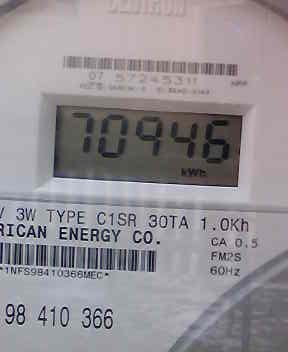 CENTRON
07 57245311
70946
kWh
V 3W TYPE C1SR 30TA 1.0Kh
RICAN ENERGY CO.
CA 0.5
FM2S
60Hz
*1NFS98410366MEC*
98 410 366